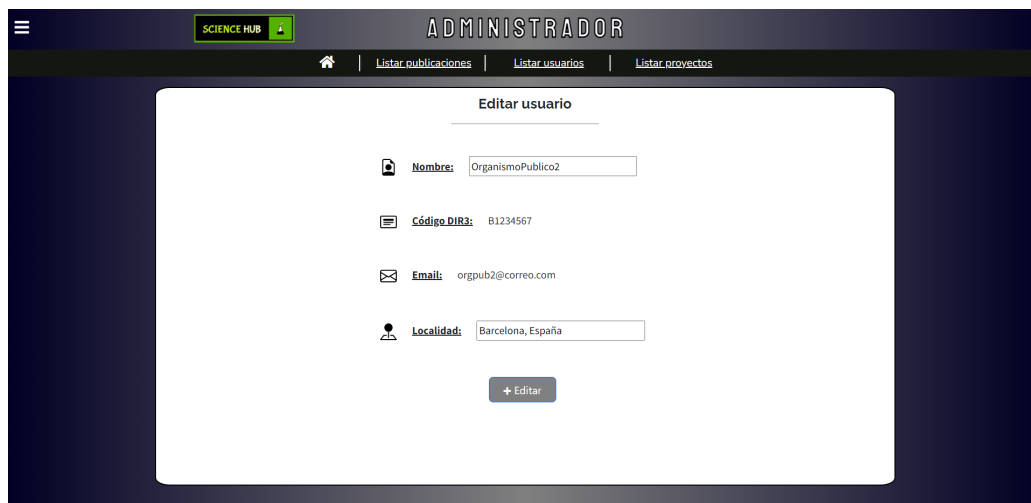 SCIENCE HUB
ADMINISTRADOR
Listar publicaciones Listar usuarios Listar proyectos
Editar usuario
Nombre: OrganismoPublico2
Código DIR3: B1234567
Email: orgpub2@correo.com
Localidad: Barcelona, España
+ Editar